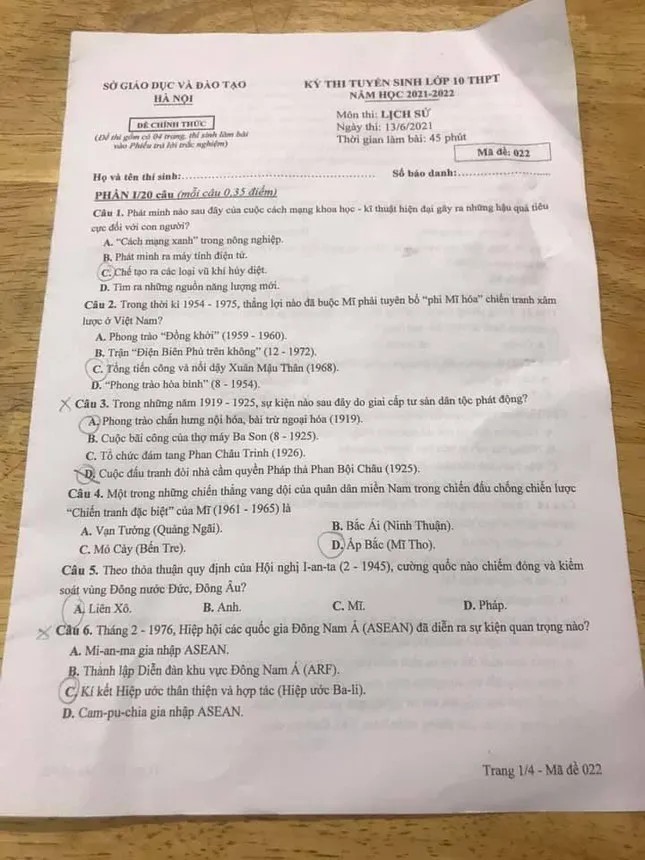 SỞ GIÁO DỤC VÀ ĐÀO TẠO
HÀ NỘI
KỲ THI TUYỂN SINH LỚP 10 THPT
NĂM HỌC 2021-2022
ĐỀ CHÍNH THỨC
(Đề thi gồm có 04 trang, thí sinh làm bài
vào Phiếu trả lời trắc nghiệm)
Môn thi: LỊCH SỬ
Ngày thi: 13/6/2021
Thời gian làm bài: 45 phút
Mã đề: 022
Họ và tên thí sinh:
Số báo danh:
PHẦN I/20 câu (mỗi câu 0,35 điểm)
Câu 1. Phát minh nào sau đây của cuộc cách mạng khoa học - kĩ thuật hiện đại gây ra những hậu quả tiêu
cực đối với con người?
A. “Cách mạng xanh” trong nông nghiệp.
B. Phát minh ra máy tính điện tử.
C. Chế tạo ra các loại vũ khí hủy diệt.
D. Tìm ra những nguồn năng lượng mới.
Câu 2. Trong thời kì 1954 - 1975, thắng lợi nào đã buộc Mĩ phải tuyên bố “phi Mĩ hóa” chiến tranh xâm
lược ở Việt Nam?
A. Phong trào “Đồng khởi” (1959 - 1960).
B. Trận “Điện Biên Phủ trên không” (12 - 1972).
C. Tổng tiến công và nổi dậy Xuân Mậu Thân (1968).
D. “Phong trào hòa bình” (8 - 1954).
Câu 3. Trong những năm 1919 - 1925, sự kiện nào sau đây do giai cấp tư sản dân tộc phát động?
A. Phong trào chấn hưng nội hóa, bài trừ ngoại hóa (1919).
B. Cuộc bãi công của thợ máy Ba Son (8 - 1925).
C. Tổ chức đám tang Phan Châu Trinh (1926).
D. Cuộc đấu tranh đòi nhà cầm quyền Pháp thả Phan Bội Châu (1925).
Câu 4. Một trong những chiến thắng vang dội của quân dân miền Nam trong chiến đấu chống chiến lược
“Chiến tranh đặc biệt” của Mĩ (1961 - 1965) là
A. Vạn Tường (Quảng Ngãi). B. Bắc Ái (Ninh Thuận).
C. Mỏ Cày (Bến Tre). D. Ấp Bắc (Mĩ Tho).
Câu 5. Theo thỏa thuận quy định của Hội nghị I-an-ta (2 - 1945), cường quốc nào chiếm đóng và kiểm
soát vùng Đông nước Đức, Đông Âu?
A. Liên Xô. B. Anh. C. Mĩ. D. Pháp.
Câu 6. Tháng 2 - 1976, Hiệp hội các quốc gia Đông Nam Á (ASEAN) đã diễn ra sự kiện quan trọng nào?
A. Mi-an-ma gia nhập ASEAN.
B. Thành lập Diễn đàn khu vực Đông Nam Á (ARF).
C. Kí kết Hiệp ước thân thiện và hợp tác (Hiệp ước Ba-li).
D. Cam-pu-chia gia nhập ASEAN.
Trang 1/4 - Mã đề 022